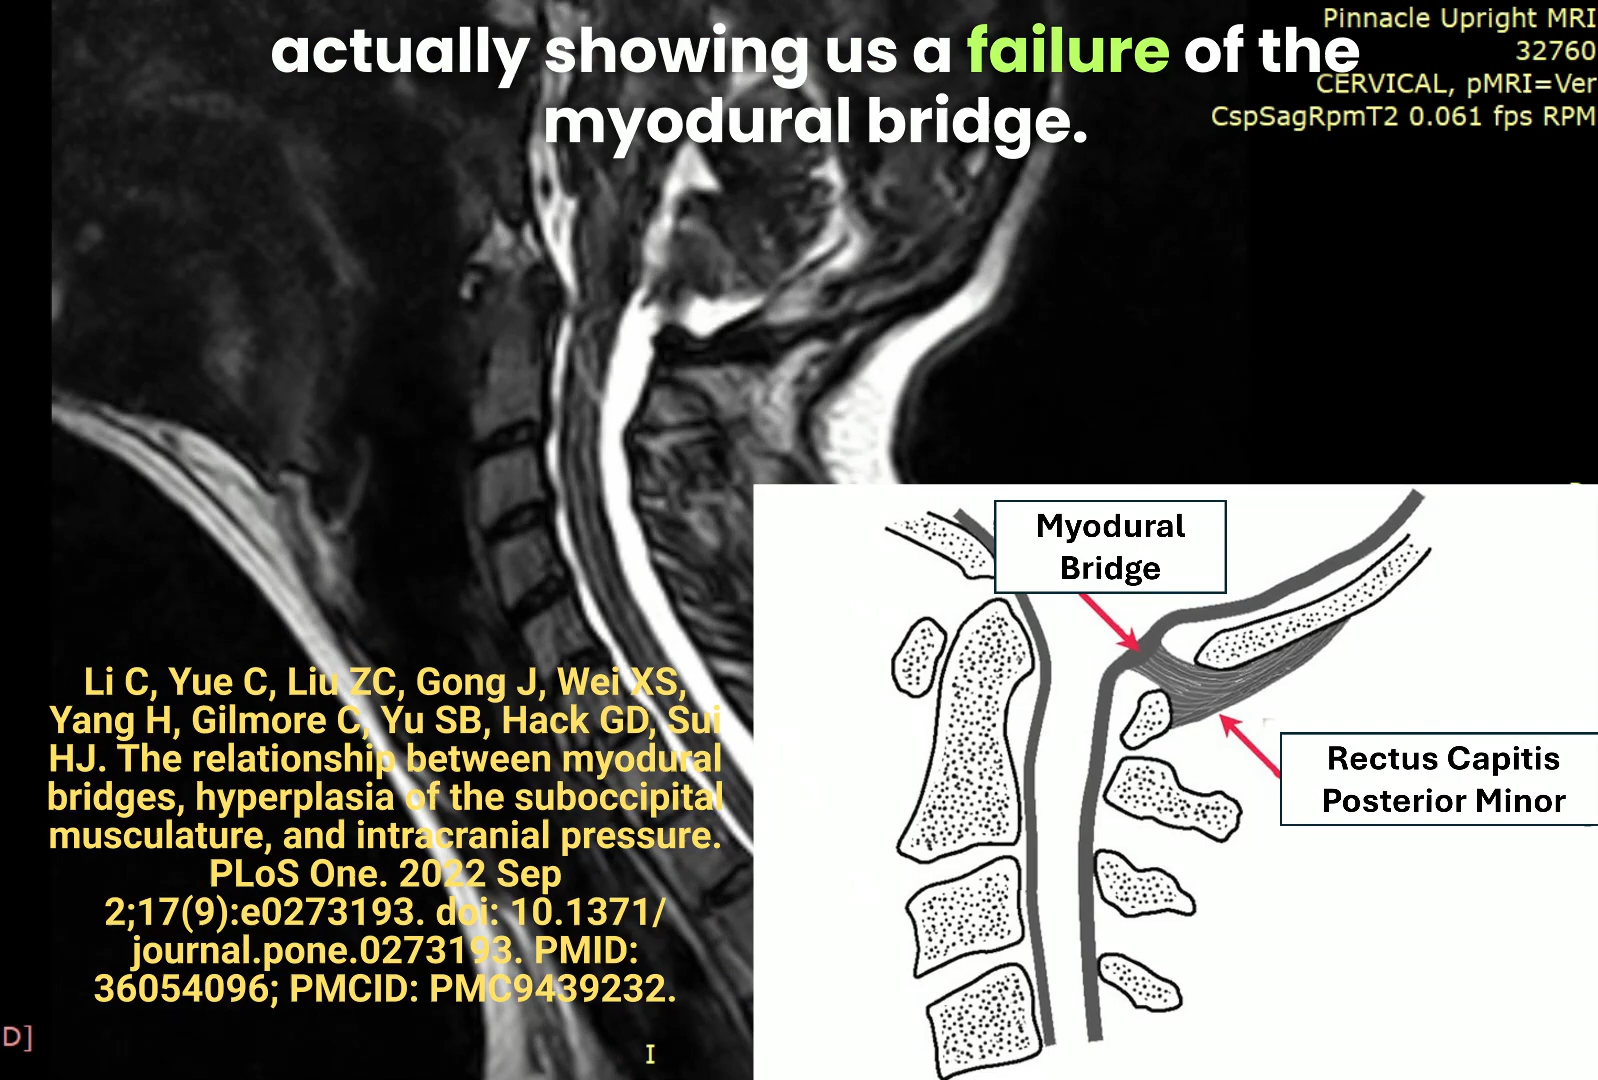 actually showing us a failure of the
myodural bridge.
Pinnacle Upright MRI
32760
CERVICAL, pMRI=Ver
CspSagRpmT2 0.061 fps RPM
Myodural
Bridge
Rectus Capitis
Posterior Minor
Li C, Yue C, Liu ZC, Gong J, Wei XS,
Yang H, Gilmore C, Yu SB, Hack GD, Sui
HJ. The relationship between myodural
bridges, hyperplasia of the suboccipital
musculature, and intracranial pressure.
PLoS One. 2022 Sep
2;17(9):e0273193. doi: 10.1371/
journal.pone.0273193. PMID:
36054096; PMCID: PMC9439232.
D]
I